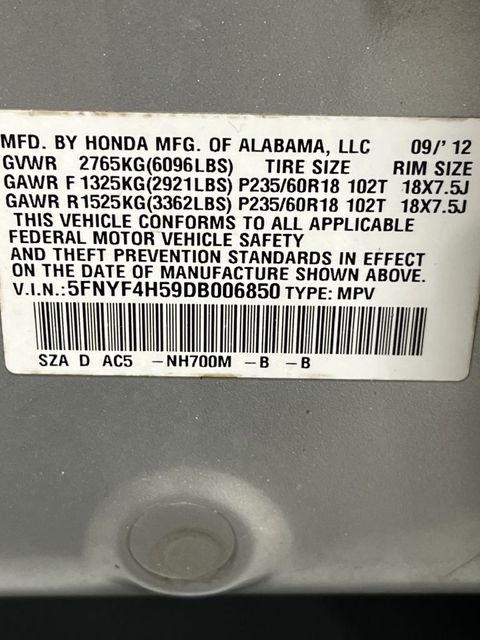 MFD. BY HONDA MFG. OF ALABAMA, LLC 09/'12
GVWR 2765KG(6096LBS) TIRE SIZE RIM SIZE
GAWR F 1325KG(2921LBS) P235/60R18 102T 18X7.5J
GAWR R 1525KG(3362LBS) P235/60R18 102T 18X7.5J
THIS VEHICLE CONFORMS TO ALL APPLICABLE
FEDERAL MOTOR VEHICLE SAFETY
AND THEFT PREVENTION STANDARDS IN EFFECT
ON THE DATE OF MANUFACTURE SHOWN ABOVE.
V.I.N.:5FNYF4H59DB006850 TYPE: MPV
SZA D AC5 -NH700M -B -B